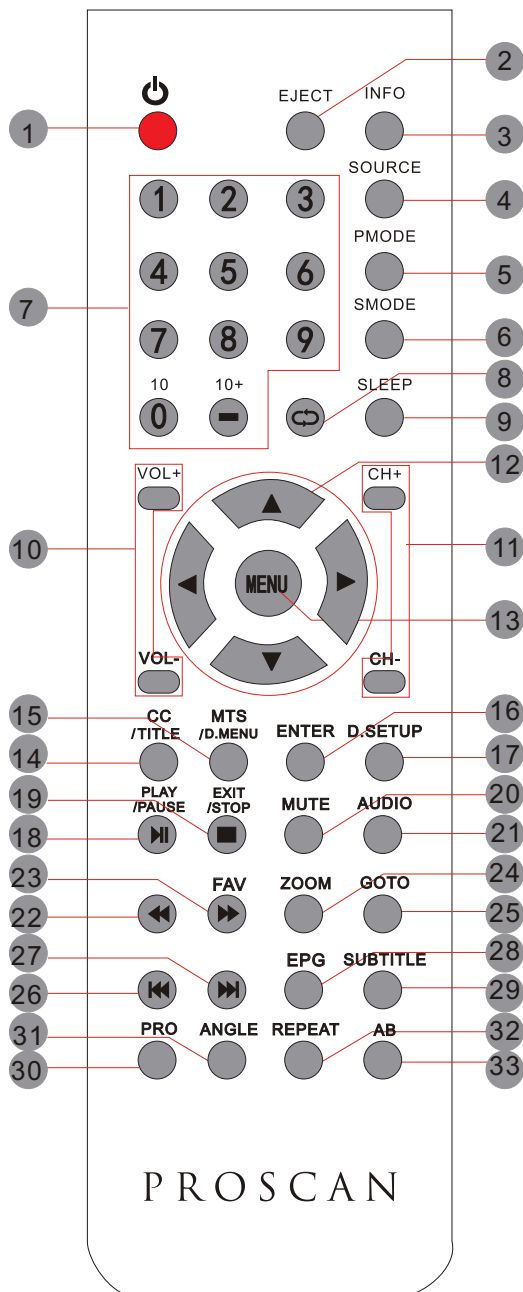 2
EJECT INFO
1
3
SOURCE
1 2 3
4
PMODE
4 5 6
5
7
SMODE
7 8 9
6
8
10 10+ SLEEP
0
9
12
VOL+ CH+
10
11
MENU
13
VOL- CH-
15
CC
/TITLE
MTS
/D.MENU
ENTER D.SETUP
16
14
17
19
PLAY
/PAUSE
EXIT
/STOP
MUTE AUDIO
20
18
21
23
FAV ZOOM GOTO
24
22
25
27
EPG SUBTITLE
28
26
29
31
PRO ANGLE REPEAT AB
32
30
33
PROSCAN